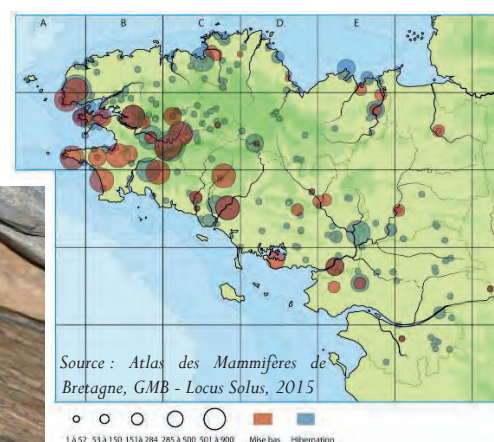 A B C D E
Source : Atlas des Mammifères de
Bretagne, GMB - Locus Solus, 2015
1 à 52 53 à 150 151 à 284 285 à 500 501 à 900 Mise bas Hibernation